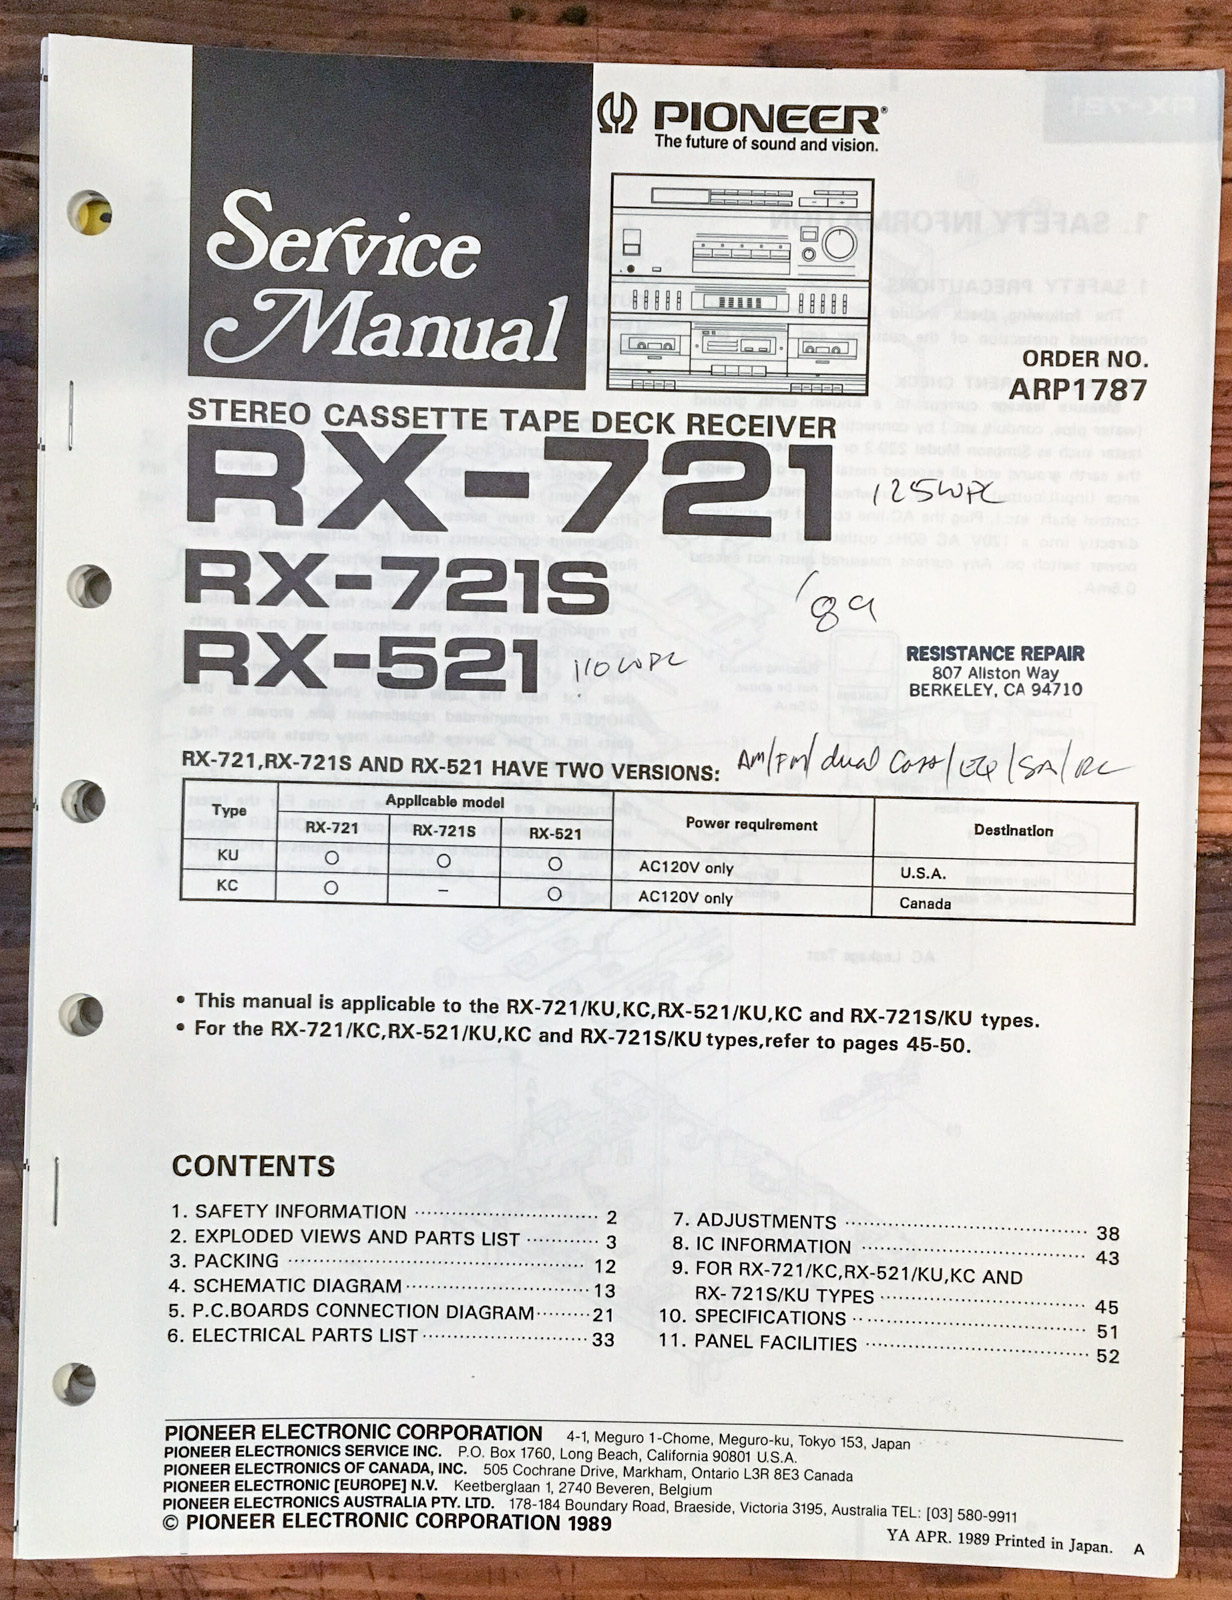 Service
Manual
PIONEER®
The future of sound and vision.
ORDER NO.
ARP1787
STEREO CASSETTE TAPE DECK RECEIVER
RX-721 125WPC
RX-721S
'89
RX-521 110WPC
RESISTANCE REPAIR
807 Allston Way
BERKELEY, CA 94710
RX-721,RX-721S AND RX-521 HAVE TWO VERSIONS: AM/FM/dual Cass/EQ/SA/RC
Type Applicable model Power requirement Destination
RX-721 RX-721S RX-521
KU ○ ○ ○ AC120V only U.S.A.
KC ○ – ○ AC120V only Canada
• This manual is applicable to the RX-721/KU,KC,RX-521/KU,KC and RX-721S/KU types.
• For the RX-721/KC,RX-521/KU,KC and RX-721S/KU types,refer to pages 45-50.
CONTENTS
1. SAFETY INFORMATION 2
2. EXPLODED VIEWS AND PARTS LIST 3
3. PACKING 12
4. SCHEMATIC DIAGRAM 13
5. P.C.BOARDS CONNECTION DIAGRAM 21
6. ELECTRICAL PARTS LIST 33
7. ADJUSTMENTS 38
8. IC INFORMATION 43
9. FOR RX-721/KC,RX-521/KU,KC AND
RX-721S/KU TYPES 45
10. SPECIFICATIONS 51
11. PANEL FACILITIES 52
PIONEER ELECTRONIC CORPORATION 4-1, Meguro 1-Chome, Meguro-ku, Tokyo 153, Japan
PIONEER ELECTRONICS SERVICE INC. P.O. Box 1760, Long Beach, California 90801 U.S.A.
PIONEER ELECTRONICS OF CANADA, INC. 505 Cochrane Drive, Markham, Ontario L3R 8E3 Canada
PIONEER ELECTRONIC [EUROPE] N.V. Keetberglaan 1, 2740 Beveren, Belgium
PIONEER ELECTRONICS AUSTRALIA PTY. LTD. 178-184 Boundary Road, Braeside, Victoria 3195, Australia TEL: [03] 580-9911
© PIONEER ELECTRONIC CORPORATION 1989
YA APR. 1989 Printed in Japan. A